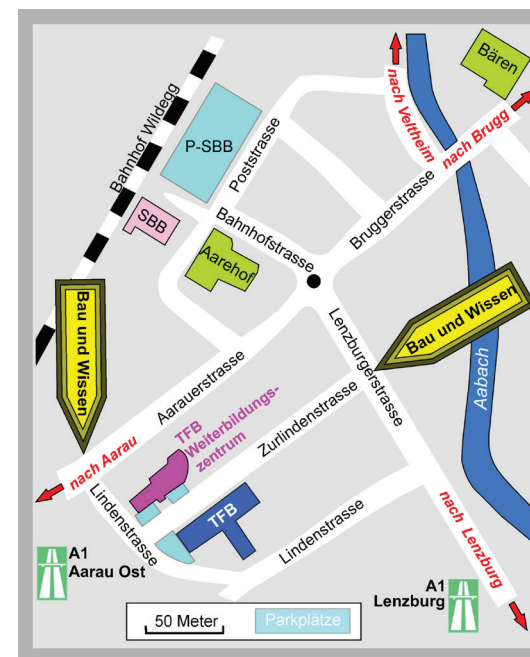 Bären
nach Veltheim
nach Brugg
Bahnhof Wildegg
P-SBB
Poststrasse
SBB
Bahnhofstrasse
Bruggerstrasse
Aarehof
Bau und Wissen
Bau und Wissen
Lenzburgerstrasse
Aabach
Aarauerstrasse
TFB
Weiterbildungs-
zentrum
Zurlindenstrasse
nach Aarau
Lindenstrasse
TFB
Lindenstrasse
nach Lenzburg
A1
Aarau Ost
A1
Lenzburg
50 Meter
Parkplätze